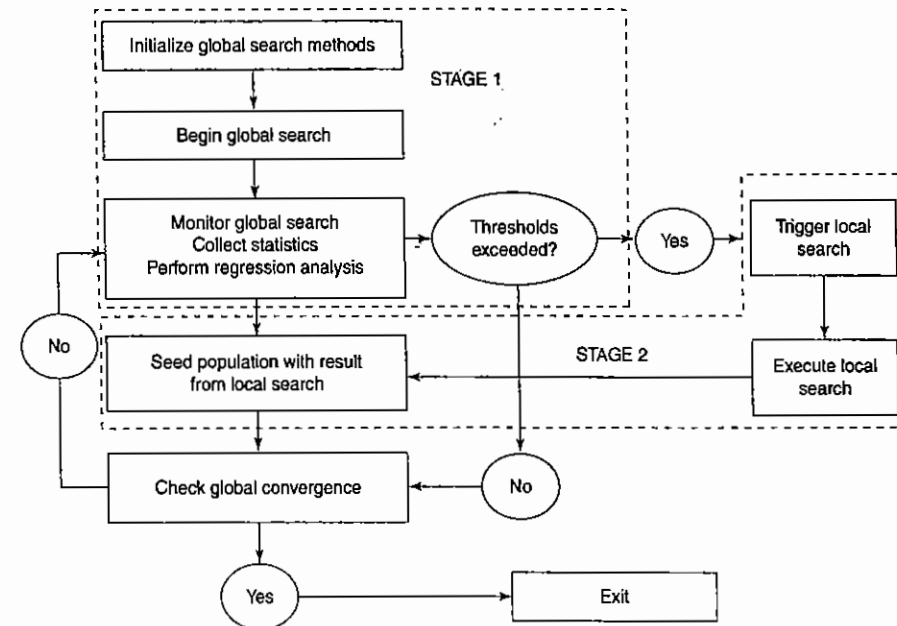 Initialize global search methods
STAGE 1
Begin global search
Monitor global search
Collect statistics
Perform regression analysis
Thresholds
exceeded?
Yes
Trigger local
search
No
Seed population with result
from local search
STAGE 2
Execute local
search
Check global convergence
No
Yes
Exit